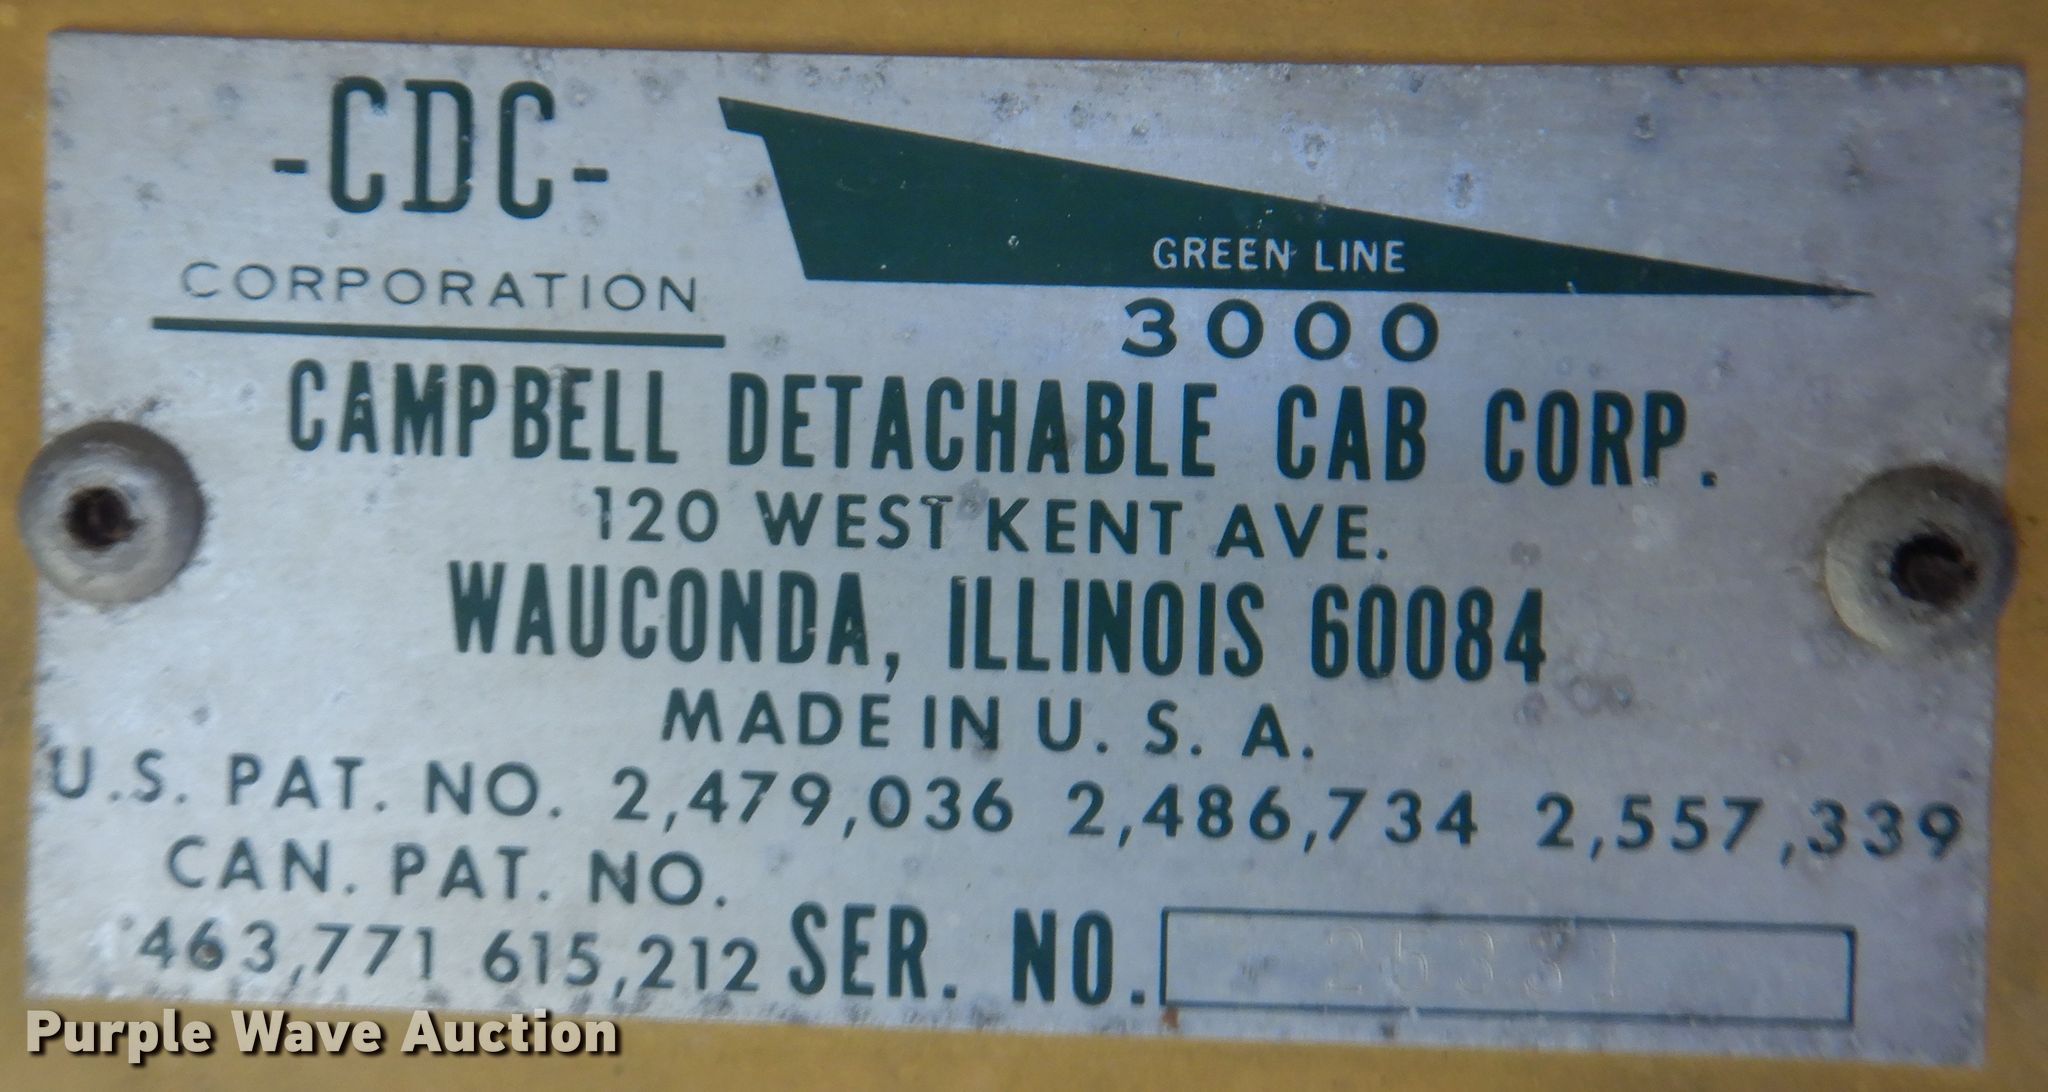 -CDC-
CORPORATION
GREEN LINE
3000
CAMPBELL DETACHABLE CAB CORP.
120 WEST KENT AVE.
WAUCONDA, ILLINOIS 60084
MADE IN U. S. A.
U.S. PAT. NO. 2,479,036 2,486,734 2,557,339
CAN. PAT. NO.
463,771 615,212 SER. NO. 25331
Purple Wave Auction